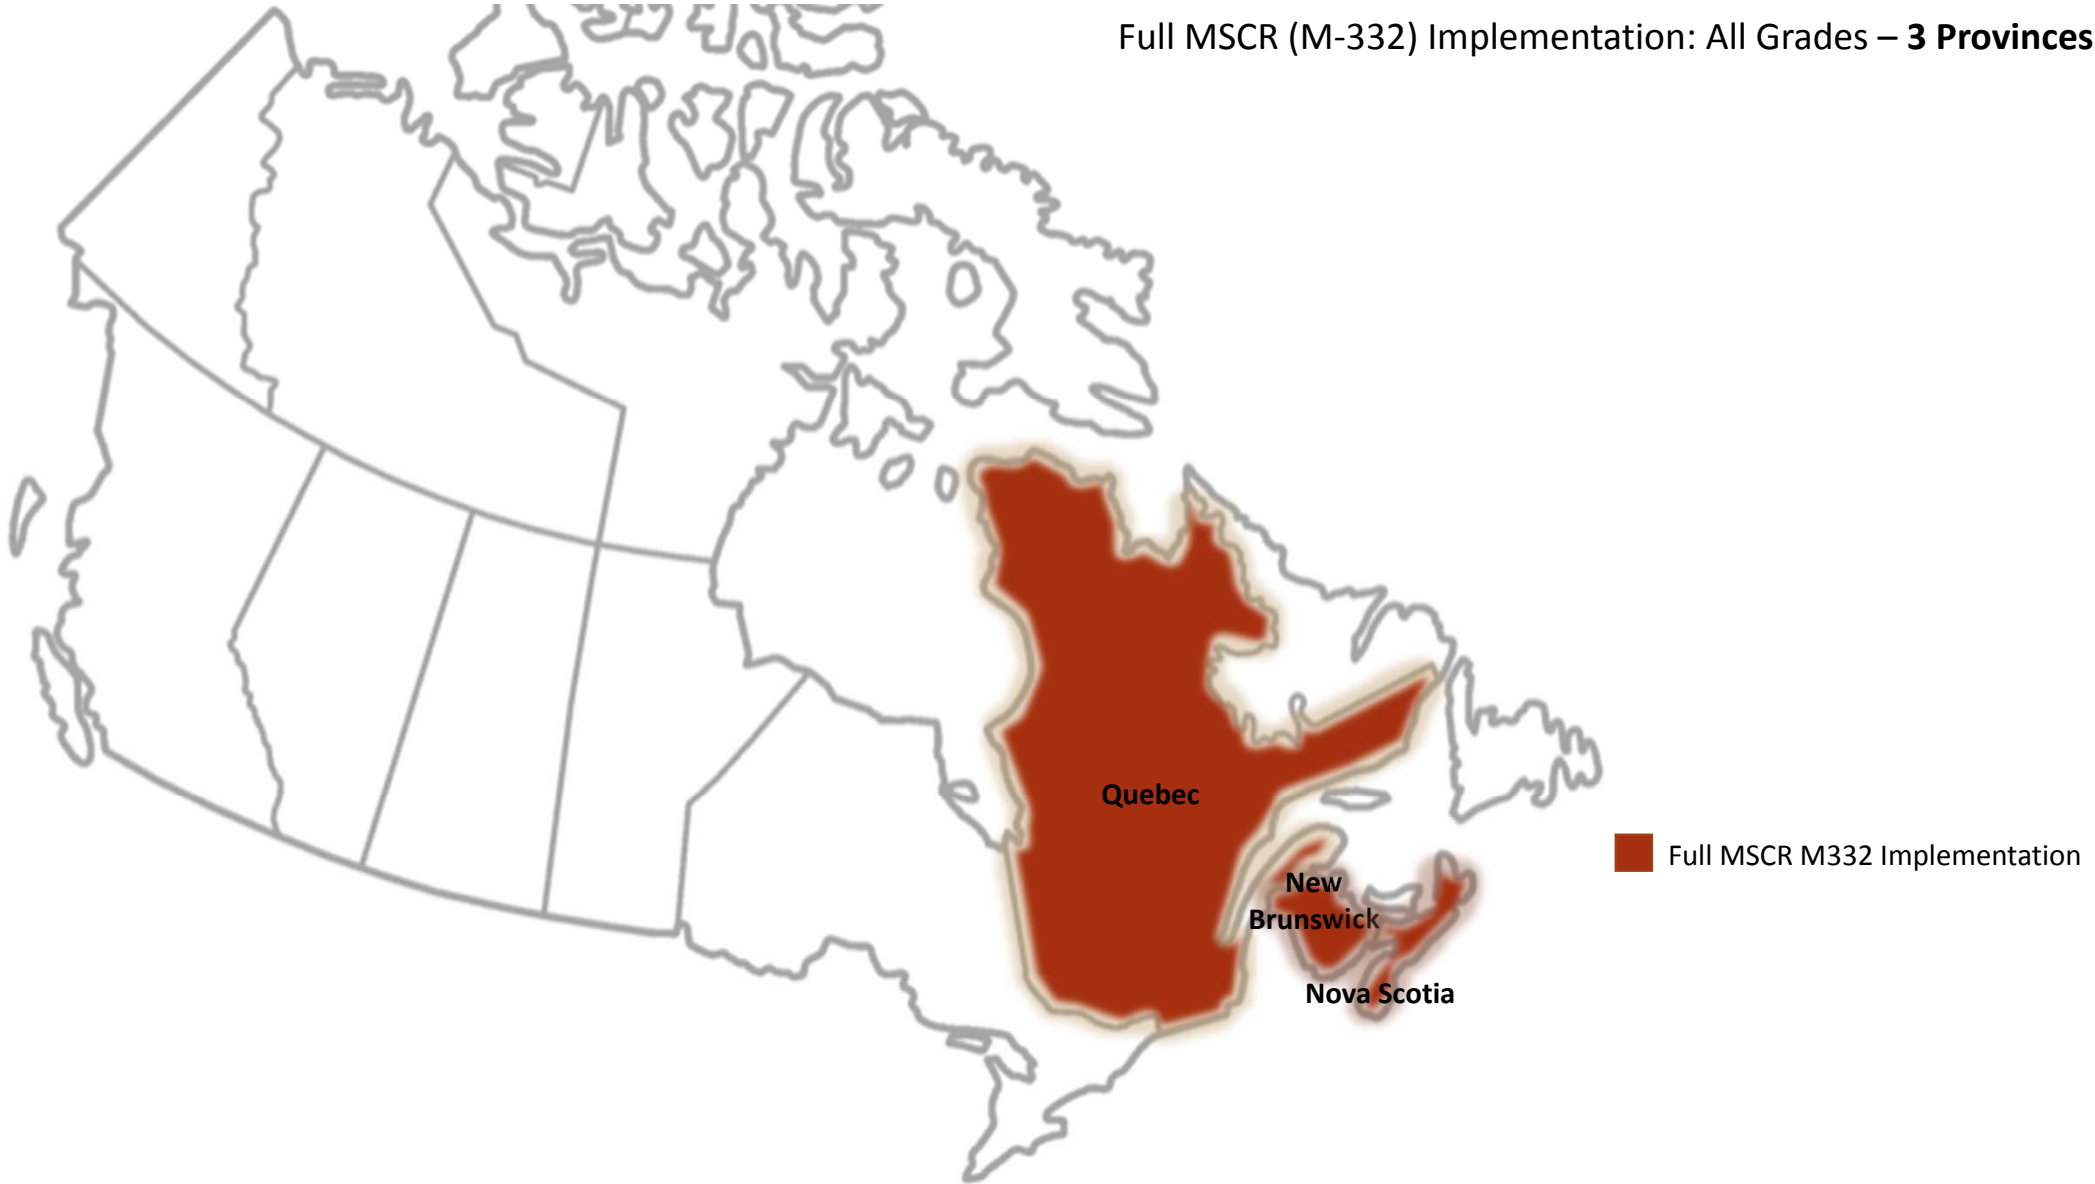 Full MSCR (M-332) Implementation: All Grades – 3 Provinces
Quebec
Full MSCR M332 Implementation
New
Brunswick
Nova Scotia